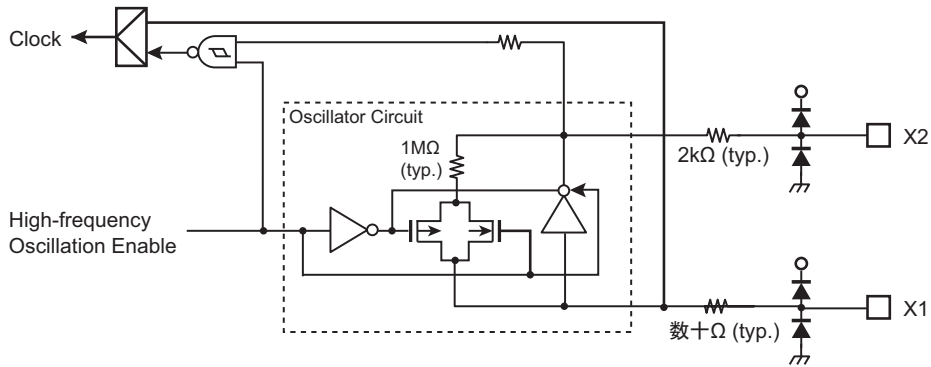 Clock
Oscillator Circuit
1MΩ
(typ.)
X2
2kΩ (typ.)
High-frequency
Oscillation Enable
X1
数十Ω (typ.)